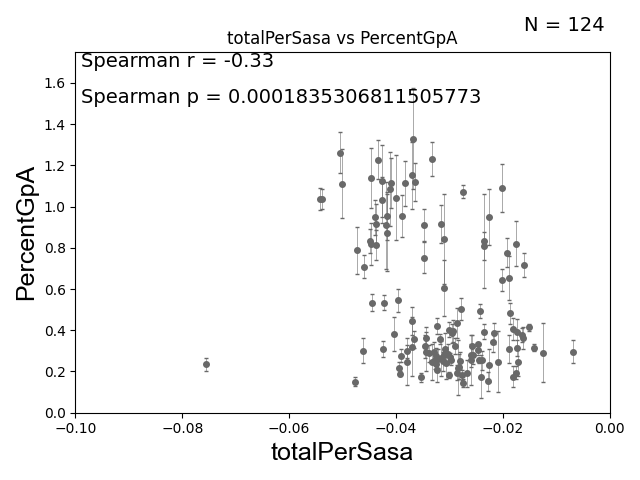 N = 124
totalPerSasa vs PercentGpA
Spearman r = -0.33
Spearman p = 0.0001835306811505773
1.6
1.4
1.2
1.0
0.8
0.6
0.4
0.2
0.0
PercentGpA
−0.10 −0.08 −0.06 −0.04 −0.02 0.00
totalPerSasa